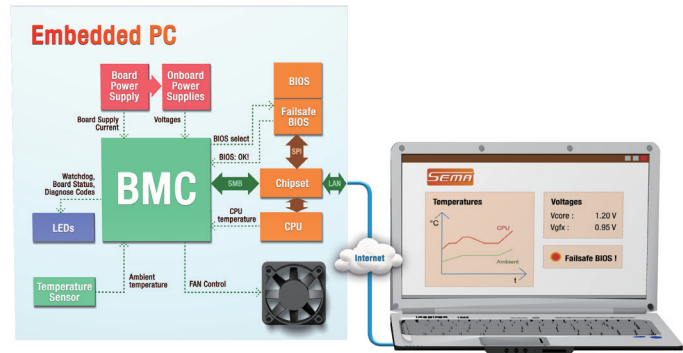 Embedded PC
Board
Power
Supply
Onboard
Power
Supplies
BIOS
Failsafe
BIOS
Board Supply
Current
Voltages
BIOS select
BIOS: OK!
SPI
Watchdog,
Board Status,
Diagnose Codes
BMC
SMB
Chipset
LAN
CPU
temperature
CPU
LEDs
Internet
Temperature
Sensor
Ambient
temperature
FAN Control
SEMA
Temperatures
°C
CPU
Ambient
t
Voltages
Vcore : 1.20 V
Vgfx : 0.95 V
Failsafe BIOS !